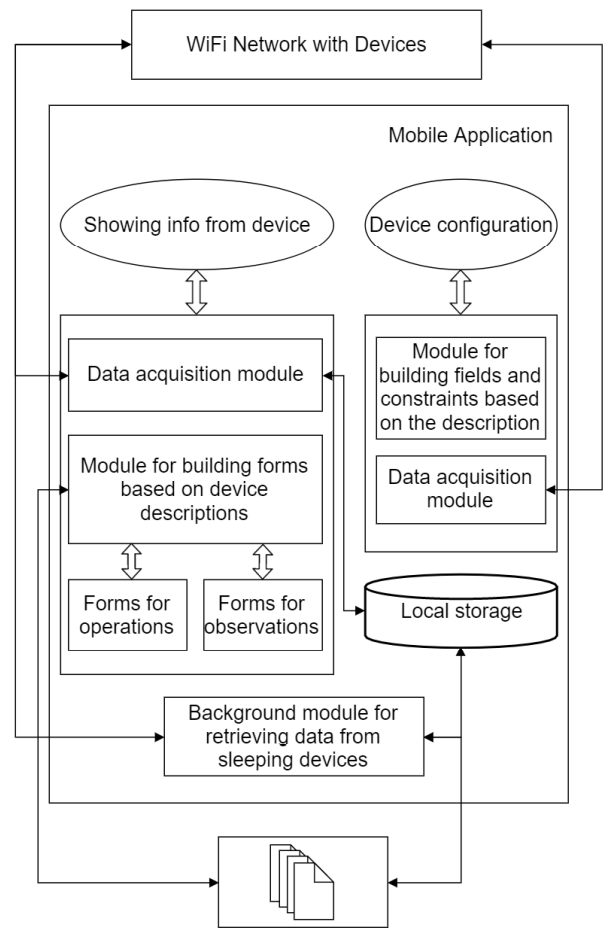 WiFi Network with Devices
Mobile Application
Showing info from device
Device configuration
Data acquisition module
Module for building forms
based on device
descriptions
Forms for
operations
Forms for
observations
Module for
building fields and
constraints based
on the description
Data acquisition
module
Local storage
Background module for
retrieving data from
sleeping devices